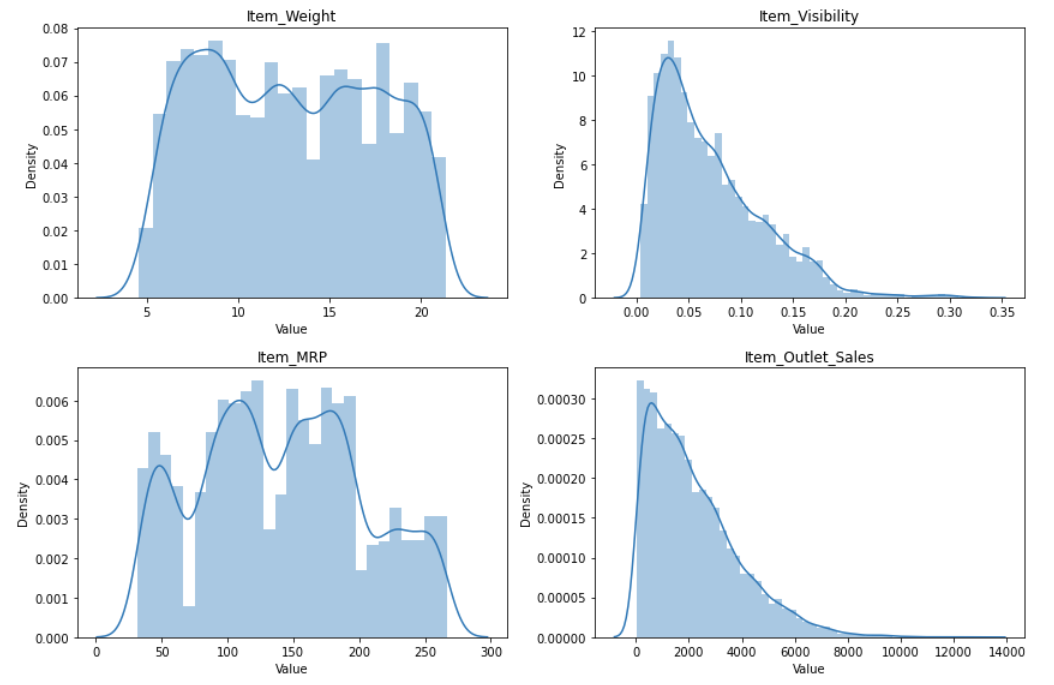 Item_Weight
0.08
0.07
0.06
0.05
0.04
0.03
0.02
0.01
0.00
Density
5 10 15 20
Value
Item_Visibility
12
10
8
6
4
2
0
Density
0.00 0.05 0.10 0.15 0.20 0.25 0.30 0.35
Value
Item_MRP
0.006
0.005
0.004
0.003
0.002
0.001
0.000
Density
0 50 100 150 200 250 300
Value
Item_Outlet_Sales
0.00030
0.00025
0.00020
0.00015
0.00010
0.00005
0.00000
Density
0 2000 4000 6000 8000 10000 12000 14000
Value